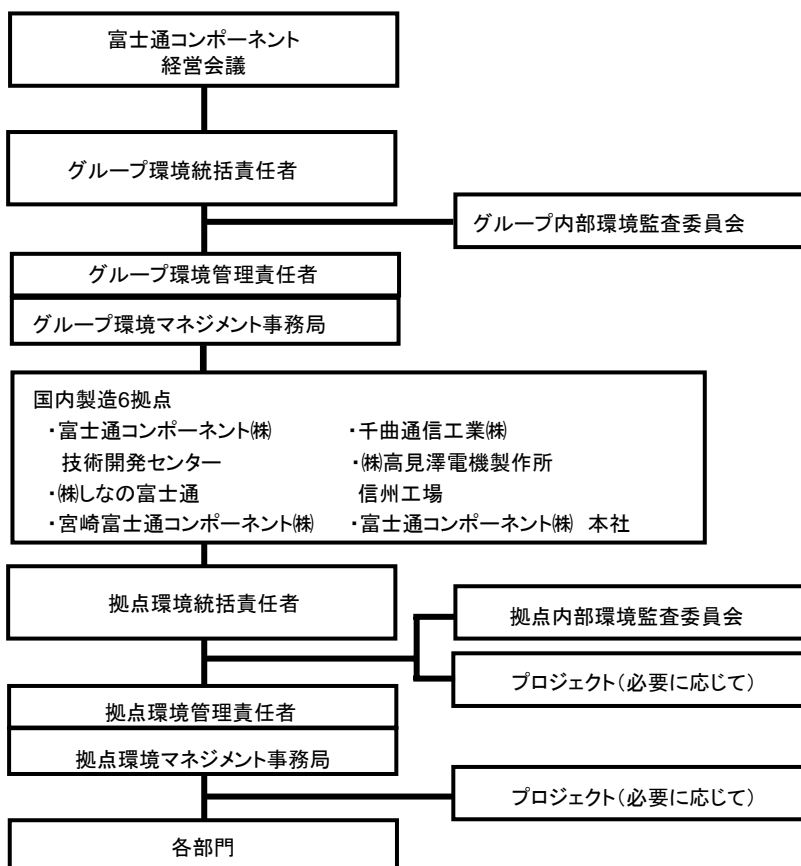 富士通コンポーネント
経営会議
グループ環境統括責任者
グループ内部環境監査委員会
グループ環境管理責任者
グループ環境マネジメント事務局
国内製造6拠点
・富士通コンポーネント㈱
技術開発センター
・㈱しなの富士通
・宮崎富士通コンポーネント㈱
・千曲通信工業㈱
・㈱高見澤電機製作所
信州工場
・富士通コンポーネント㈱ 本社
拠点環境統括責任者
拠点内部環境監査委員会
プロジェクト(必要に応じて)
拠点環境管理責任者
拠点環境マネジメント事務局
プロジェクト(必要に応じて)
各部門